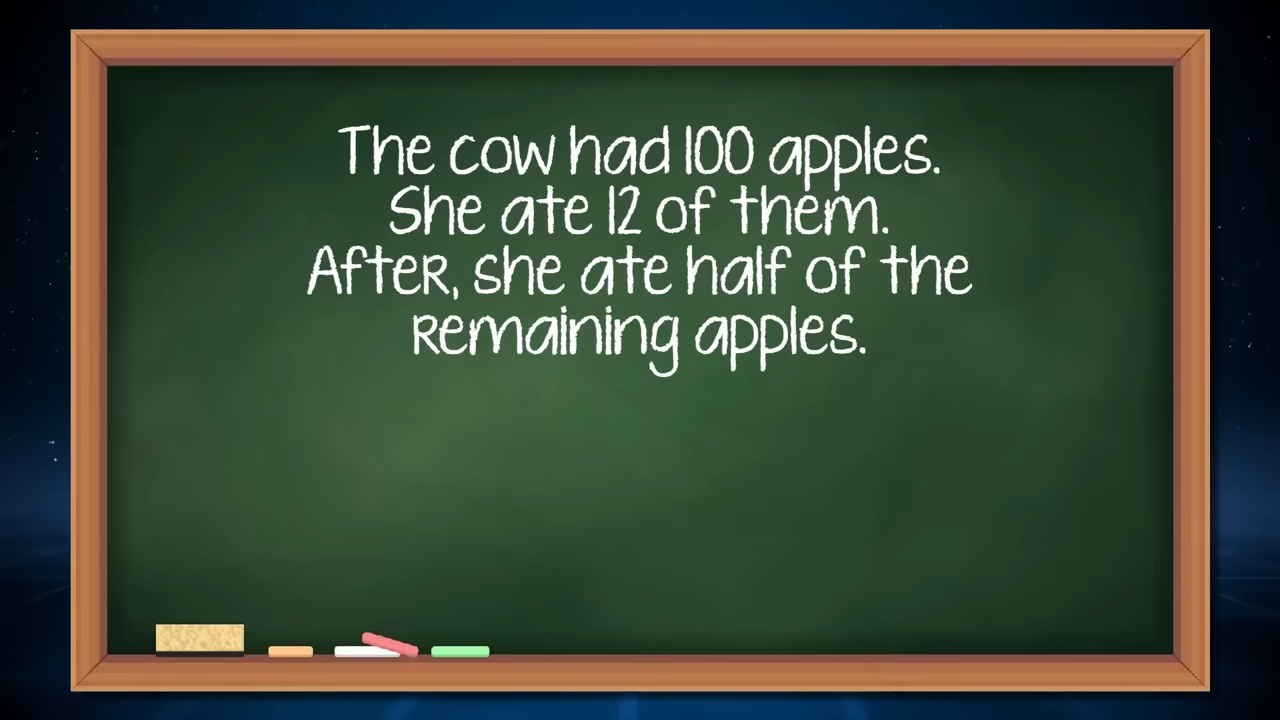 The cow had 100 apples.
She ate 12 of them.
After, she ate half of the
remaining apples.